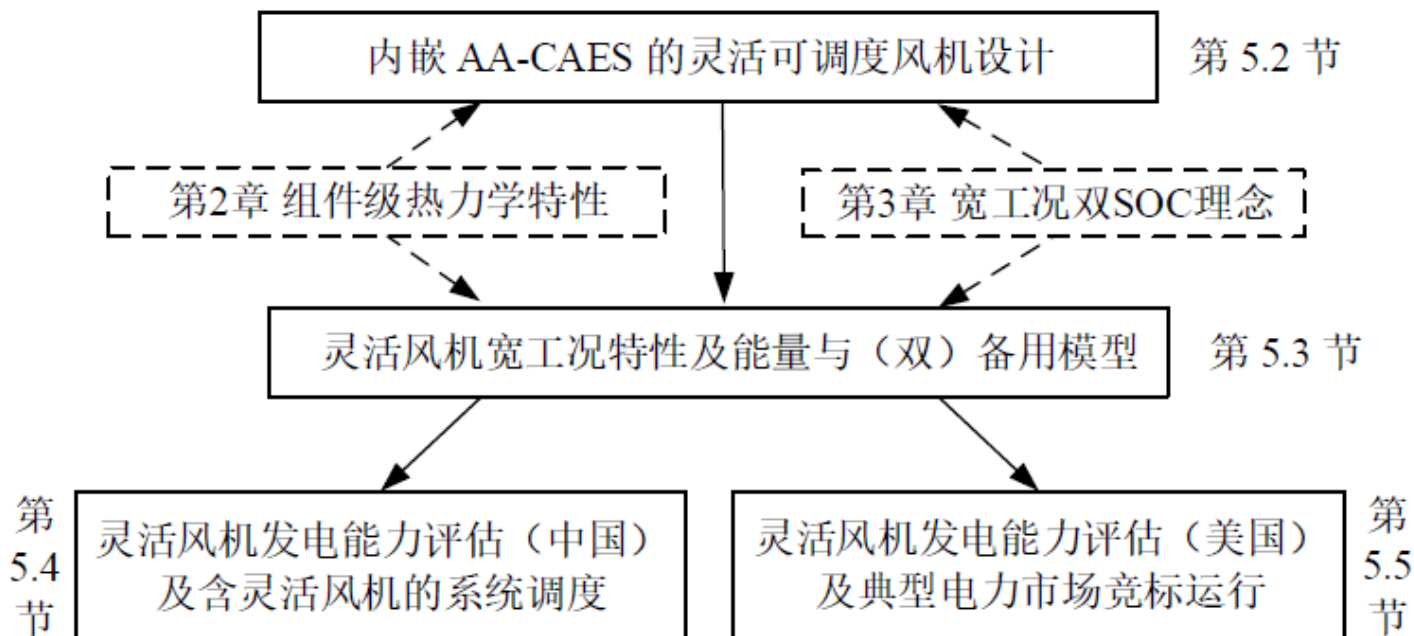 内嵌 AA-CAES 的灵活可调度风机设计
第 5.2 节
第2章 组件级热力学特性
第3章 宽工况双SOC理念
灵活风机宽工况特性及能量与（双）备用模型
第 5.3 节
第
5.4
节
灵活风机发电能力评估（中国）
及含灵活风机的系统调度
灵活风机发电能力评估（美国）
及典型电力市场竞标运行
第
5.5
节